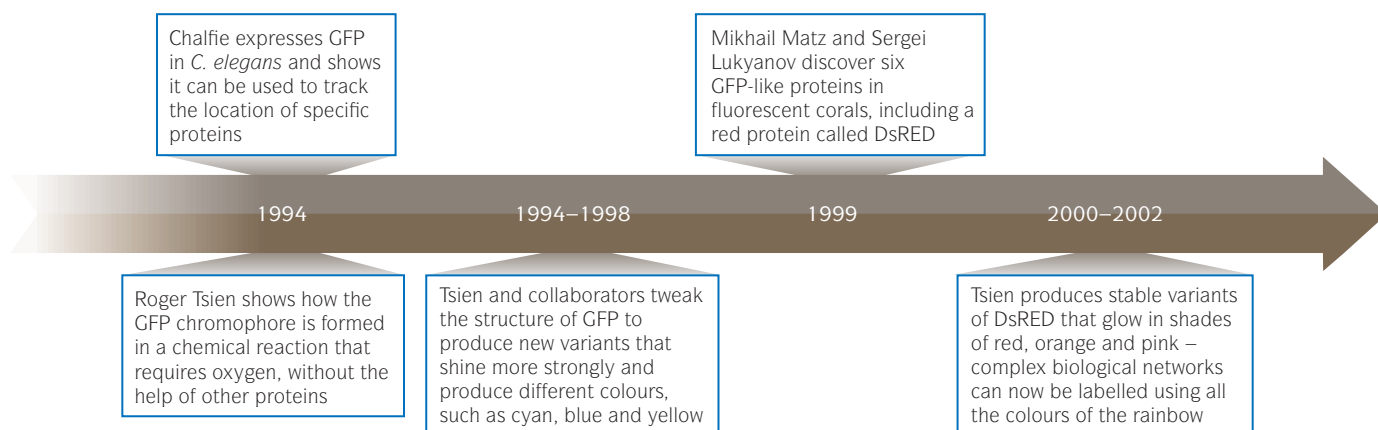 Chalfie expresses GFP
in C. elegans and shows
it can be used to track
the location of specific
proteins
Mikhail Matz and Sergei
Lukyanov discover six
GFP-like proteins in
fluorescent corals, including a
red protein called DsRED
1994
1994–1998
1999
2000–2002
Roger Tsien shows how the
GFP chromophore is formed
in a chemical reaction that
requires oxygen, without the
help of other proteins
Tsien and collaborators tweak
the structure of GFP to
produce new variants that
shine more strongly and
produce different colours,
such as cyan, blue and yellow
Tsien produces stable variants
of DsRED that glow in shades
of red, orange and pink –
complex biological networks
can now be labelled using all
the colours of the rainbow